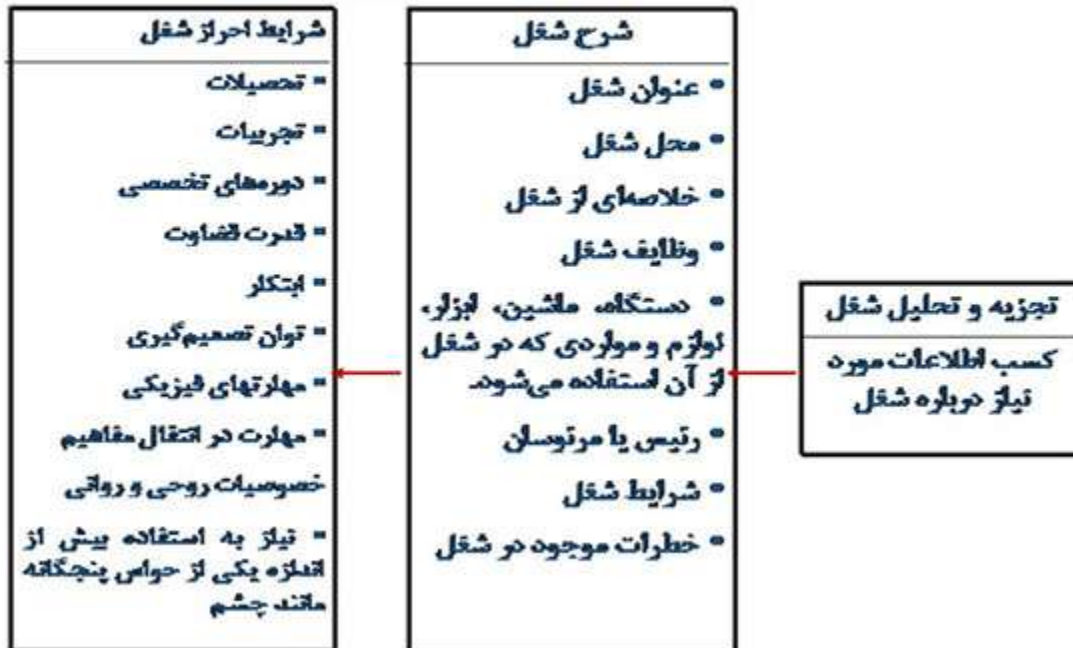 تجزیه و تحلیل شغل
کسب اطلاعات مورد
نیاز درباره شغل
شرح شغل
• عنوان شغل
• محل شغل
• خلاصه‌ای از شغل
• وظایف شغل
• دستگاه، ماشین، ابزار،
لوازم و مواردی که در شغل
از آن استفاده می‌شود.
• رئیس یا مرئوسان
• شرایط شغل
• خطرات موجود در شغل
شرایط احراز شغل
• تحصیلات
• تجربیات
• دوره‌های تخصصی
• قدرت قضاوت
• ابتکار
• توان تصمیم‌گیری
• مهارتهای فیزیکی
• مهارت در انتقال مفاهیم
خصوصیات روحی و روانی
• نیاز به استفاده بیش از
اندازه یکی از حواس پنجگانه
مانند چشم